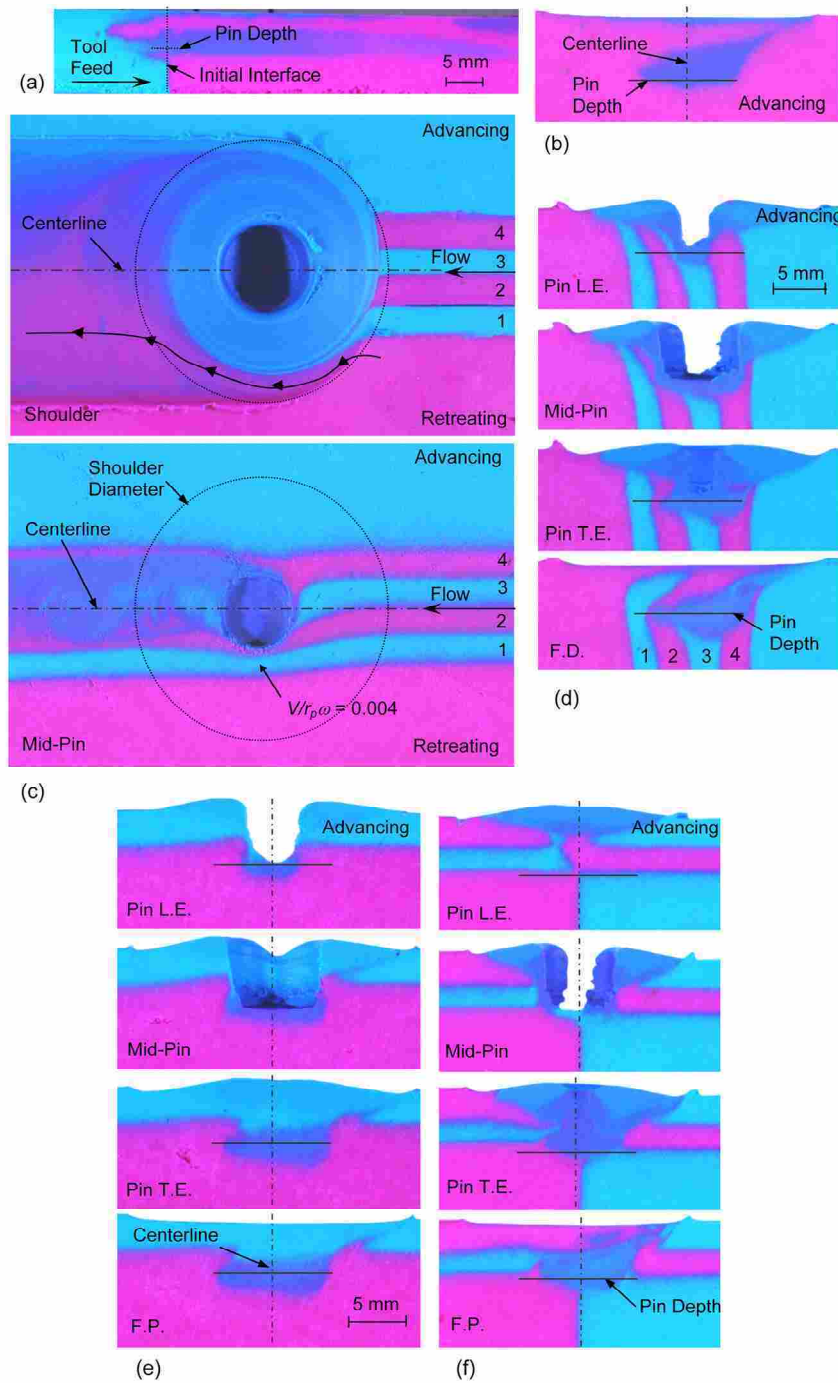 Tool
Feed
Pin Depth
Initial Interface
5 mm
(a)
Centerline
Pin
Depth
Advancing
(b)
Advancing
Centerline
Flow
4
3
2
1
Shoulder
Retreating
Shoulder
Diameter
Advancing
Centerline
Flow
4
3
2
1
V/rpω = 0.004
Mid-Pin
Retreating
(c)
Advancing
Pin L.E.
5 mm
Mid-Pin
Pin T.E.
Pin
Depth
F.D.
1
2
3
4
(d)
Advancing
Pin L.E.
Mid-Pin
Pin T.E.
Centerline
F.P.
5 mm
(e)
Advancing
Pin L.E.
Mid-Pin
Pin T.E.
Pin Depth
F.P.
(f)